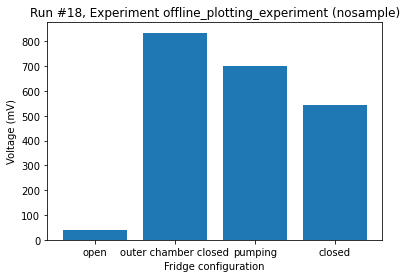 Run #18, Experiment offline_plotting_experiment (nosample)
800
700
600
500
400
300
200
100
0
Voltage (mV)
open outer chamber closed pumping closed
Fridge configuration